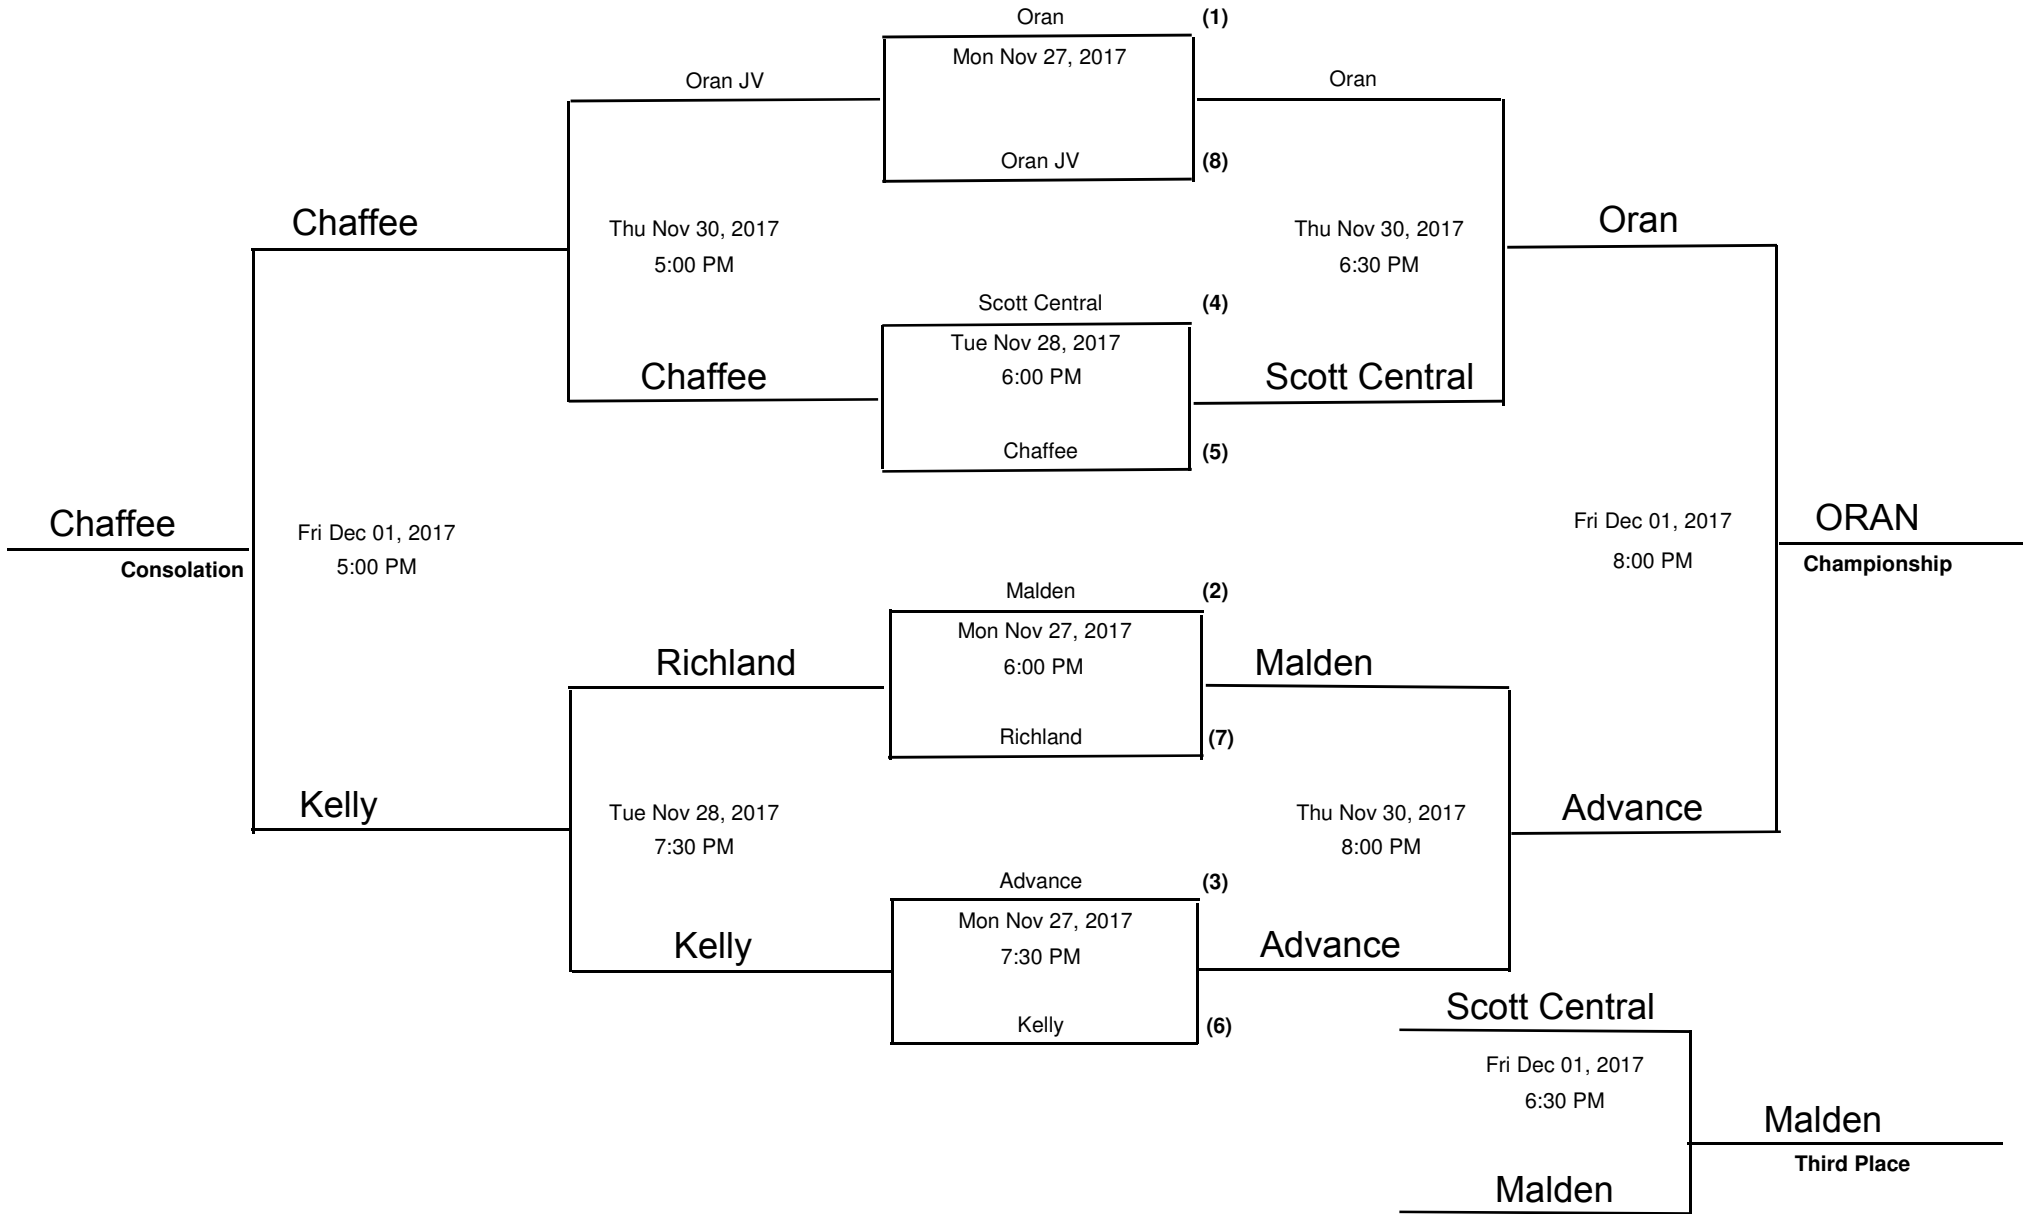 Oran (1)
Mon Nov 27, 2017
Oran JV
Oran
Oran JV (8)
Chaffee
Thu Nov 30, 2017
5:00 PM
Thu Nov 30, 2017
6:30 PM
Oran
Scott Central (4)
Tue Nov 28, 2017
6:00 PM
Chaffee
Scott Central
Chaffee (5)
Chaffee
Consolation
Fri Dec 01, 2017
5:00 PM
Fri Dec 01, 2017
8:00 PM
ORAN
Championship
Malden (2)
Mon Nov 27, 2017
6:00 PM
Richland
Malden
Richland (7)
Kelly
Tue Nov 28, 2017
7:30 PM
Thu Nov 30, 2017
8:00 PM
Advance
Advance (3)
Mon Nov 27, 2017
7:30 PM
Kelly
Advance
Kelly (6)
Scott Central
Fri Dec 01, 2017
6:30 PM
Malden
Third Place
Malden